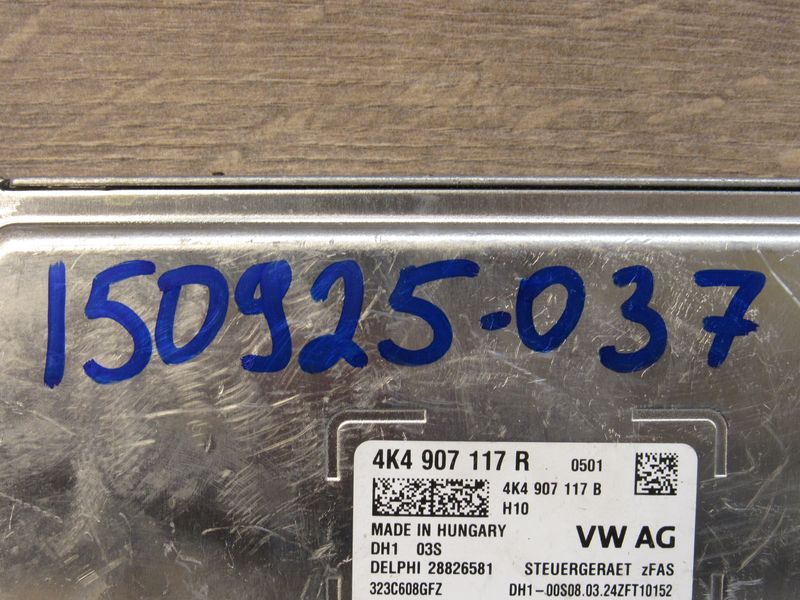 150925-037
4K4 907 117 R 0501
4K4 907 117 B
H10
MADE IN HUNGARY
VW AG
DH1 03S
DELPHI 28826581 STEUERGERAET zFAS
323C608GFZ DH1-00S08.03.24ZFT10152